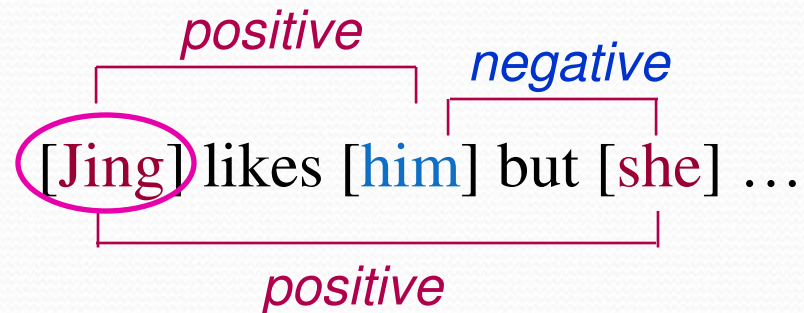 positive
negative
[Jing] likes [him] but [she] …
positive